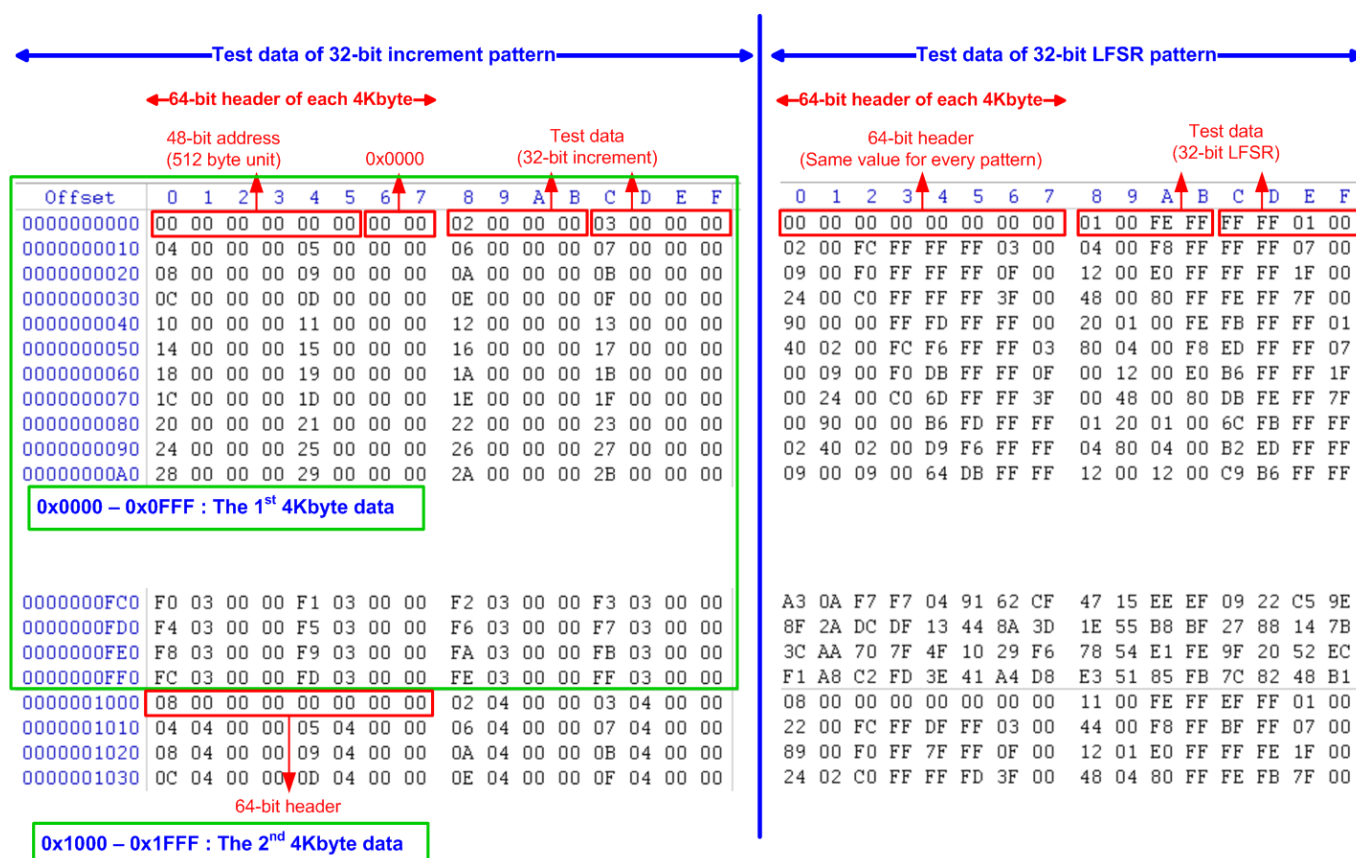 Test data of 32-bit increment pattern
64-bit header of each 4Kbyte
48-bit address
(512 byte unit)
0x0000
Test data
(32-bit increment)
Offset 0 1 2 3 4 5 6 7 8 9 A B C D E F
0000000000 00 00 00 00 00 00 00 00 02 00 00 00 03 00 00 00
0000000010 04 00 00 00 05 00 00 00 06 00 00 00 07 00 00 00
0000000020 08 00 00 00 09 00 00 00 0A 00 00 00 0B 00 00 00
0000000030 0C 00 00 00 0D 00 00 00 0E 00 00 00 0F 00 00 00
0000000040 10 00 00 00 11 00 00 00 12 00 00 00 13 00 00 00
0000000050 14 00 00 00 15 00 00 00 16 00 00 00 17 00 00 00
0000000060 18 00 00 00 19 00 00 00 1A 00 00 00 1B 00 00 00
0000000070 1C 00 00 00 1D 00 00 00 1E 00 00 00 1F 00 00 00
0000000080 20 00 00 00 21 00 00 00 22 00 00 00 23 00 00 00
0000000090 24 00 00 00 25 00 00 00 26 00 00 00 27 00 00 00
00000000A0 28 00 00 00 29 00 00 00 2A 00 00 00 2B 00 00 00
0x0000 – 0x0FFF : The 1st 4Kbyte data
0000000FC0 F0 03 00 00 F1 03 00 00 F2 03 00 00 F3 03 00 00
0000000FD0 F4 03 00 00 F5 03 00 00 F6 03 00 00 F7 03 00 00
0000000FE0 F8 03 00 00 F9 03 00 00 FA 03 00 00 FB 03 00 00
0000000FF0 FC 03 00 00 FD 03 00 00 FE 03 00 00 FF 03 00 00
0000001000 08 00 00 00 00 00 00 00 02 04 00 00 03 04 00 00
0000001010 04 04 00 00 05 04 00 00 06 04 00 00 07 04 00 00
0000001020 08 04 00 00 09 04 00 00 0A 04 00 00 0B 04 00 00
0000001030 0C 04 00 00 0D 04 00 00 0E 04 00 00 0F 04 00 00
64-bit header
0x1000 – 0x1FFF : The 2nd 4Kbyte data
Test data of 32-bit LFSR pattern
64-bit header of each 4Kbyte
64-bit header
(Same value for every pattern)
Test data
(32-bit LFSR)
0 1 2 3 4 5 6 7 8 9 A B C D E F
00 00 00 00 00 00 00 00 01 00 FE FF FF FF 01 00
02 00 FC FF FF FF 03 00 04 00 F8 FF FF FF 07 00
09 00 F0 FF FF FF 0F 00 12 00 E0 FF FF FF 1F 00
24 00 C0 FF FF FF 3F 00 48 00 80 FF FE FF 7F 00
90 00 00 FF FD FF FF 00 20 01 00 FE FB FF FF 01
40 02 00 FC F6 FF FF 03 80 04 00 F8 ED FF FF 07
00 09 00 F0 DB FF FF 0F 00 12 00 E0 B6 FF FF 1F
00 24 00 C0 6D FF FF 3F 00 48 00 80 DB FE FF 7F
00 90 00 00 B6 FD FF FF 01 20 01 00 6C FB FF FF
02 40 02 00 D9 F6 FF FF 04 80 04 00 B2 ED FF FF
09 00 09 00 64 DB FF FF 12 00 12 00 C9 B6 FF FF
A3 0A F7 F7 04 91 62 CF 47 15 EE EF 09 22 C5 9E
8F 2A DC DF 13 44 8A 3D 1E 55 B8 BF 27 88 14 7B
3C AA 70 7F 4F 10 29 F6 78 54 E1 FE 9F 20 52 EC
F1 A8 C2 FD 3E 41 A4 D8 E3 51 85 FB 7C 82 48 B1
08 00 00 00 00 00 00 00 11 00 FE FF EF FF 01 00
22 00 FC FF DF FF 03 00 44 00 F8 FF BF FF 07 00
89 00 F0 FF 7F FF 0F 00 12 01 E0 FF FF FE 1F 00
24 02 C0 FF FF FD 3F 00 48 04 80 FF FE FB 7F 00